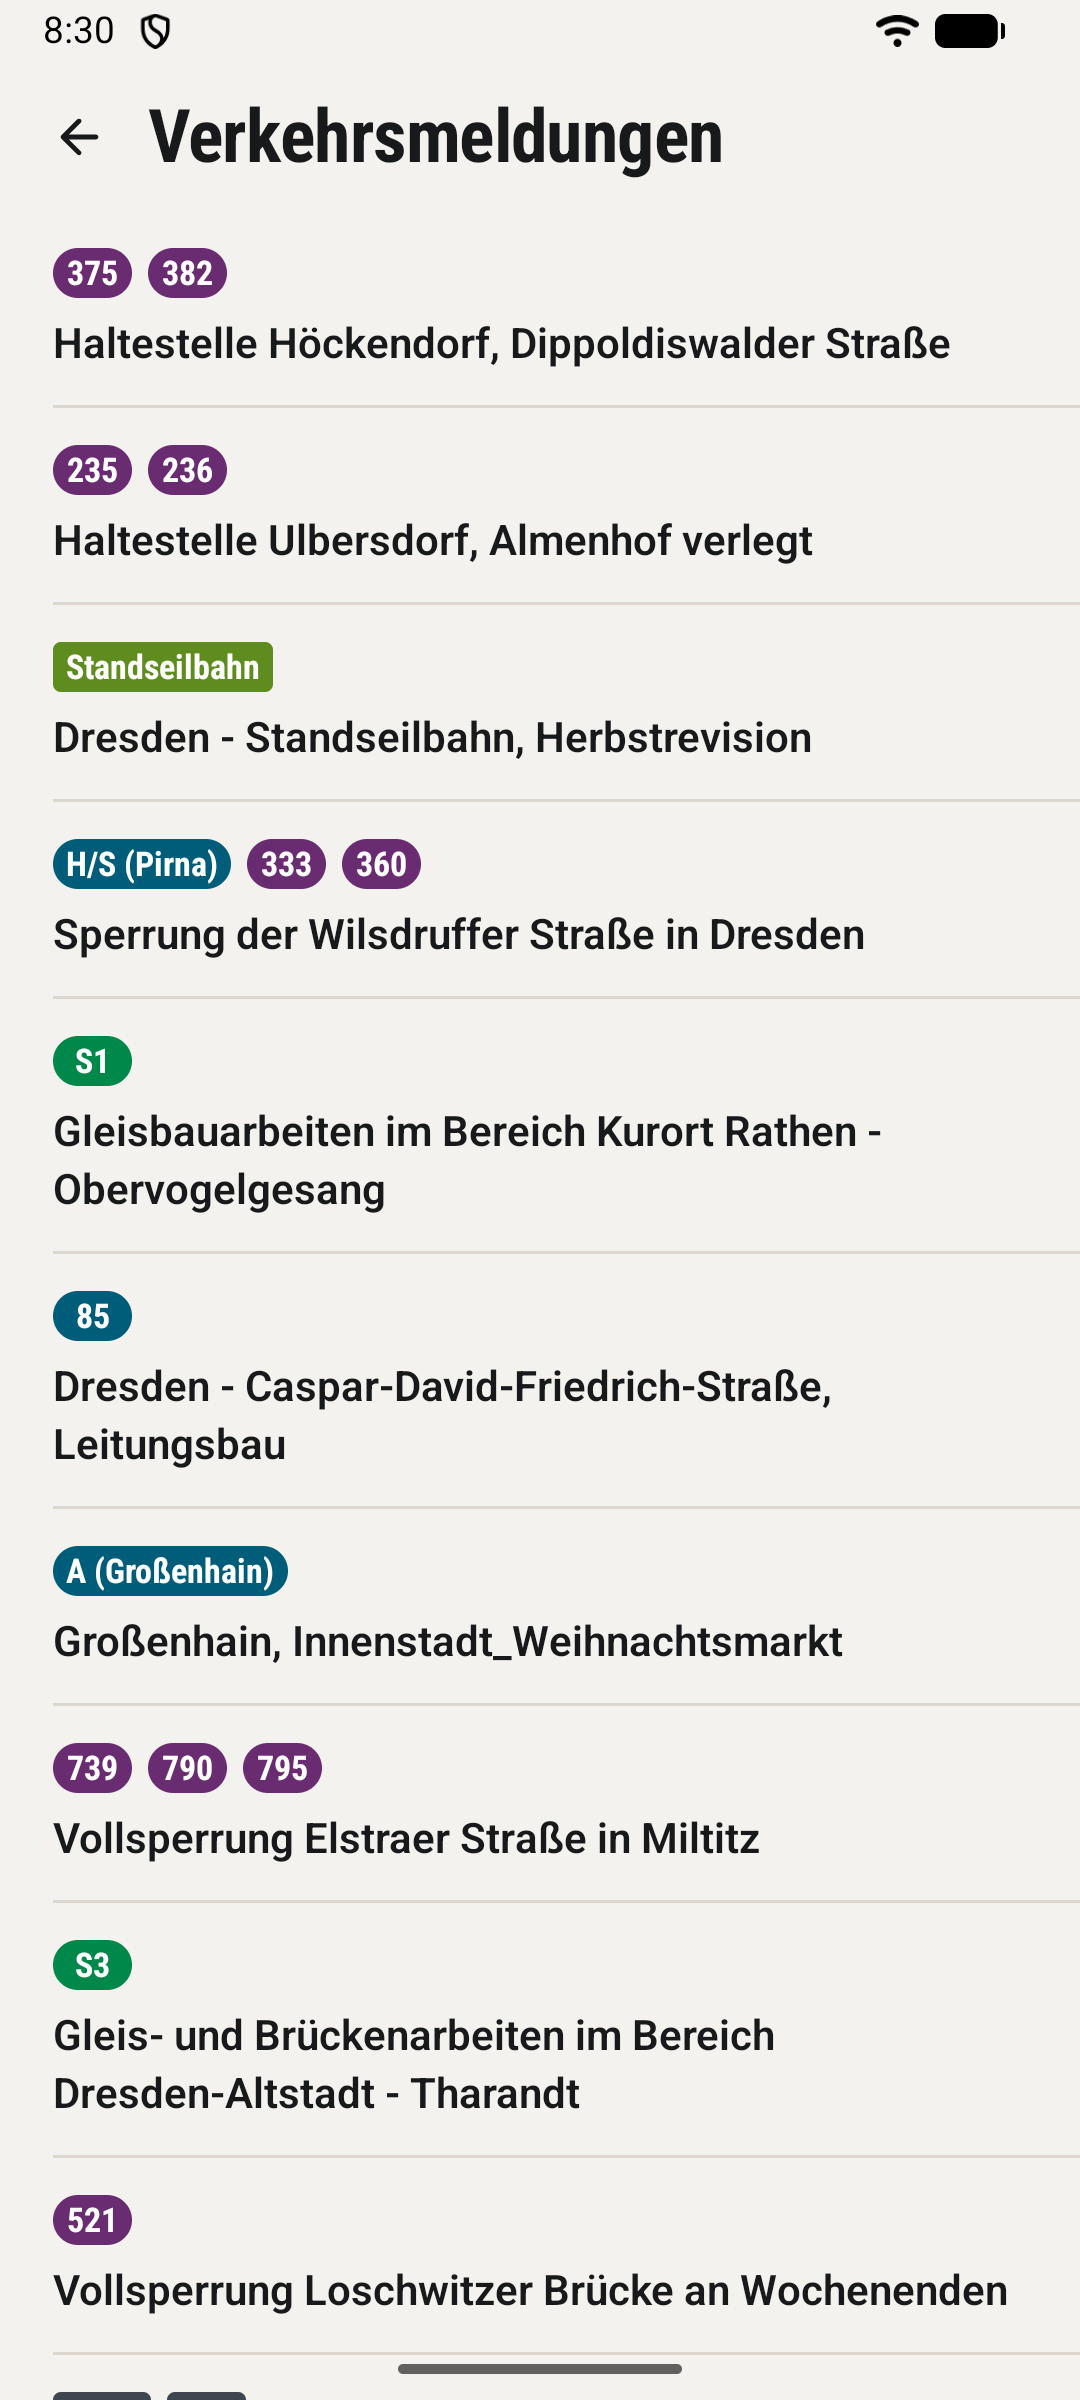 8:30
Verkehrsmeldungen
375 382
Haltestelle Höckendorf, Dippoldiswalder Straße
235 236
Haltestelle Ulbersdorf, Almenhof verlegt
Standseilbahn
Dresden - Standseilbahn, Herbstrevision
H/S (Pirna) 333 360
Sperrung der Wilsdruffer Straße in Dresden
S1
Gleisbauarbeiten im Bereich Kurort Rathen -
Obervogelgesang
85
Dresden - Caspar-David-Friedrich-Straße,
Leitungsbau
A (Großenhain)
Großenhain, Innenstadt_Weihnachtsmarkt
739 790 795
Vollsperrung Elstraer Straße in Miltitz
S3
Gleis- und Brückenarbeiten im Bereich
Dresden-Altstadt - Tharandt
521
Vollsperrung Loschwitzer Brücke an Wochenenden